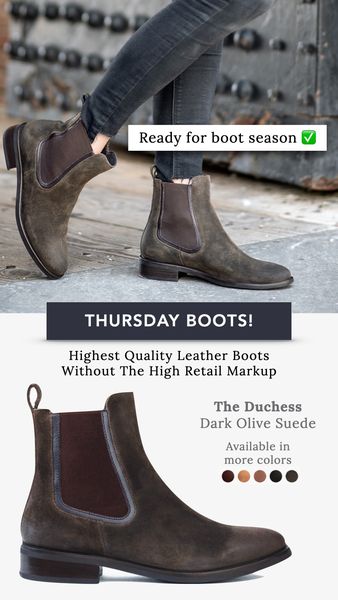 Ready for boot season ✅
THURSDAY BOOTS!
Highest Quality Leather Boots
Without The High Retail Markup
The Duchess
Dark Olive Suede
Available in
more colors